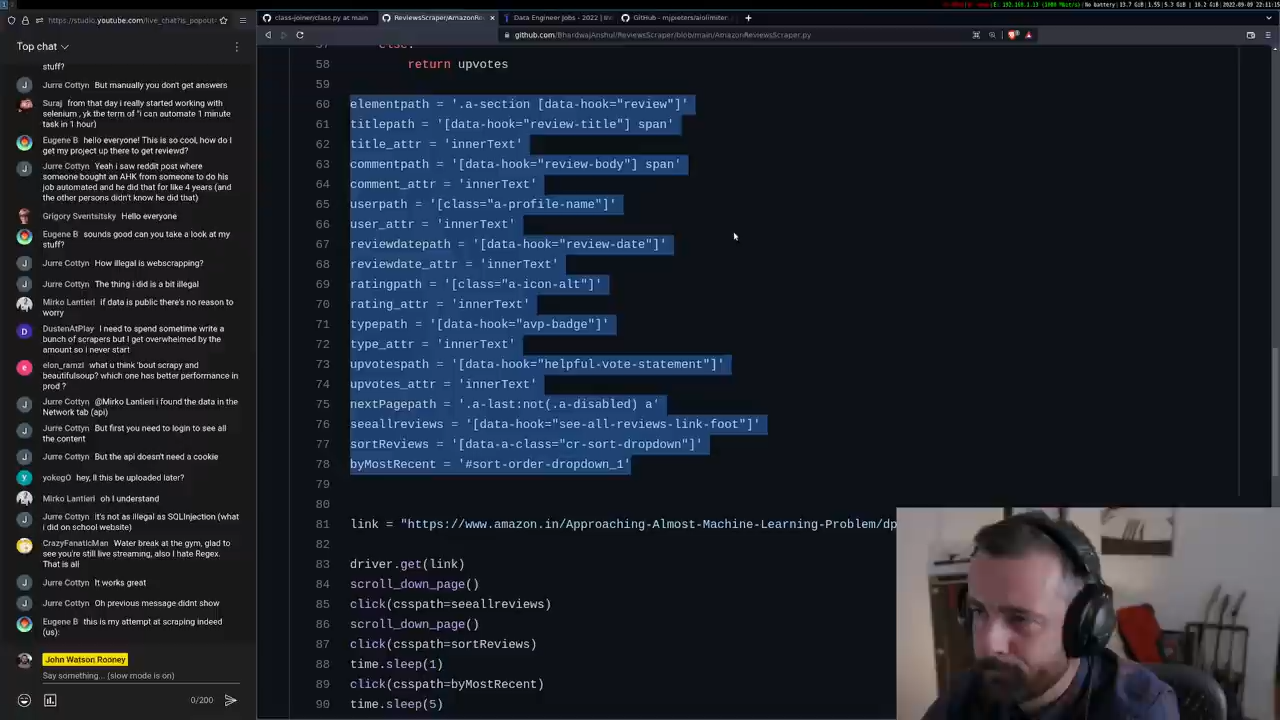 https://studio.youtube.com/live_chat?is_popout=
class-joiner/class.py at main
ReviewsScraper/AmazonRe
Data Engineer Jobs - 2022 |
GitHub - mjpieters/aiolimiter
No battery
2022-09-09
github.com/BhardwajAnshul/ReviewsScraper/blob/main/AmazonReviewsScraper.py
Top chat
stuff?
Jurre Cottyn But manually you don't get answers
Suraj from that day i really started working with
selenium , yk the term of "i can automate 1 minute
task in 1 hour)
Eugene B hello everyone! This is so cool, how do I
get my project up there to get reviewd?
Jurre Cottyn Yeah i saw reddit post where
someone bought an AHK from someone to do his
job automated and he did that for like 4 years (and
the other persons didn't know he did that)
Grigory Sventsitsky Hello everyone
Eugene B sounds good can you take a look at my
stuff?
Jurre Cottyn How illegal is webscrapping?
Jurre Cottyn The thing i did is a bit illegal
Mirko Lantieri If data is public there's no reason to
worry
DustenAtPlay I need to spend sometime write a
bunch of scrapers but I get overwhelmed by the
amount so I never start
elon_ramzi what u think 'bout scrapy and
beautifulsoup? which one has better performance in
prod ?
Jurre Cottyn @Mirko Lantieri i found the data in the
Network tab (api)
Jurre Cottyn But first you need to login to see all
the content
Jurre Cottyn But the api doesn't need a cookie
yokegO hey, II this be uploaded later?
Mirko Lantieri oh I understand
Jurre Cottyn it's not as illegal as SQLInjection (what
i did on school website)
CrazyFanaticMan Water break at the gym, glad to
see you're still live streaming, also I hate Regex.
That is all
Jurre Cottyn It works great
Jurre Cottyn Oh previous message didnt show
Eugene B this is my attempt at scraping indeed
(us):
John Watson Rooney
Say something... (slow mode is on)
0/200
57 else:
58 return upvotes
59
60 elementpath = '.a-section [data-hook="review"]'
61 titlepath = '[data-hook="review-title"] span'
62 title_attr = 'innerText'
63 commentpath = '[data-hook="review-body"] span'
64 comment_attr = 'innerText'
65 userpath = '[class="a-profile-name"]'
66 user_attr = 'innerText'
67 reviewdatepath = '[data-hook="review-date"]'
68 reviewdate_attr = 'innerText'
69 ratingpath = '[class="a-icon-alt"]'
70 rating_attr = 'innerText'
71 typepath = '[data-hook="avp-badge"]'
72 type_attr = 'innerText'
73 upvotespath = '[data-hook="helpful-vote-statement"]'
74 upvotes_attr = 'innerText'
75 nextPagepath = '.a-last:not(.a-disabled) a'
76 seeallreviews = '[data-hook="see-all-reviews-link-foot"]'
77 sortReviews = '[data-a-class="cr-sort-dropdown"]'
78 byMostRecent = '#sort-order-dropdown_1'
79
80
81 link = "https://www.amazon.in/Approaching-Almost-Machine-Learning-Problem/dp
82
83 driver.get(link)
84 scroll_down_page()
85 click(csspath=seeallreviews)
86 scroll_down_page()
87 click(csspath=sortReviews)
88 time.sleep(1)
89 click(csspath=byMostRecent)
90 time.sleep(5)